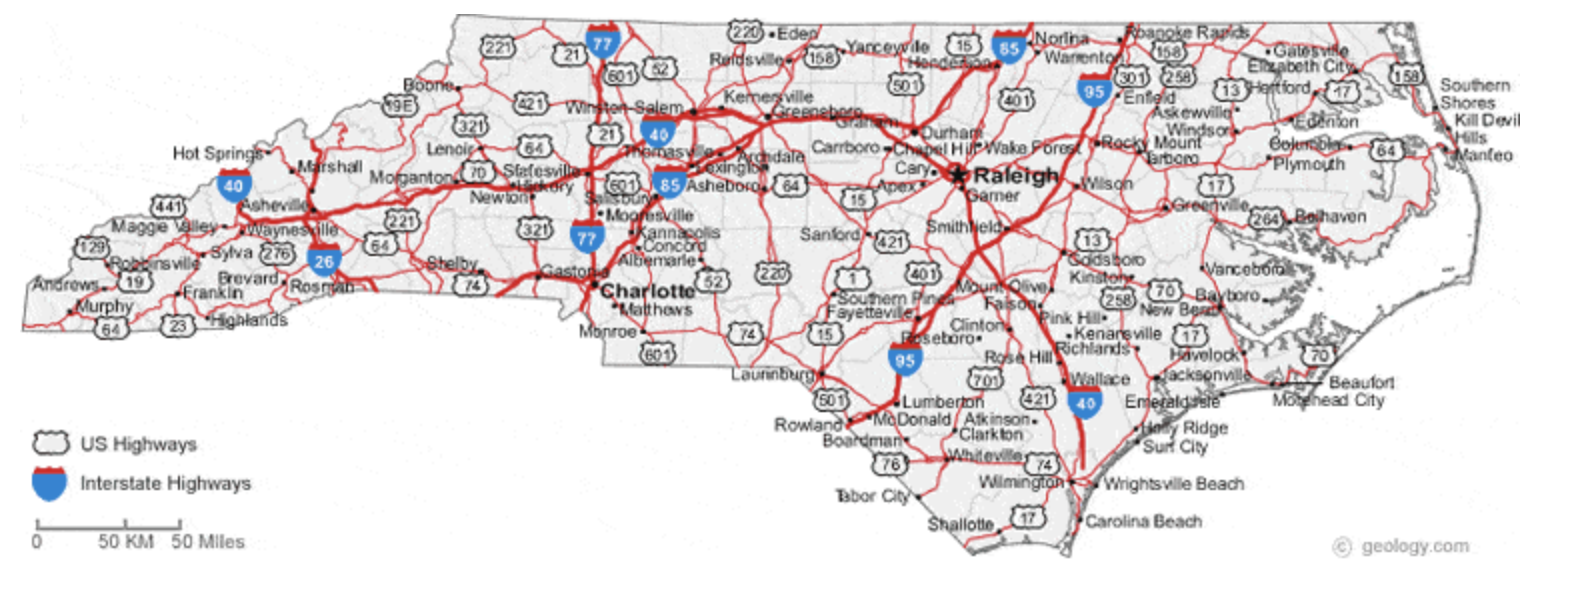 220
Eden
Roanoke Rapids
221
21
77
Yanceyville
15
85
Norlina
158
Gatesville
Reidsville
158
Henderson
Warrenton
601
52
Elizabeth City
Boone
501
95
301
258
13
Hertford
17
158
Southern
Shores
19E
421
Winston-Salem
Kernersville
401
Enfield
Askewville
Kill Devil
Hills
321
21
40
Greensboro
Graham
Durham
Windsor
Edenton
Hot Springs
Lenoir
64
Thomasville
Archdale
Carrboro
Chapel Hill
Wake Forest
Rocky Mount
Tarboro
Columbia
64
Manteo
Marshall
Morganton
70
Statesville
Hickory
Lexington
Cary
Raleigh
Plymouth
40
601
85
Asheboro
64
Apex
Wilson
17
441
Asheville
Newton
Salisbury
15
Garner
Greenville
264
Belhaven
Maggie Valley
Waynesville
221
321
Mooresville
Sanford
421
Smithfield
13
129
Sylva
276
64
77
Kannapolis
Concord
Robbinsville
26
Shelby
Albemarle
52
220
1
401
Goldsboro
Vanceboro
Andrews
19
Brevard
Rosman
74
Gastonia
Kinston
Franklin
Charlotte
Southern Pines
Mount Olive
258
70
Bayboro
Murphy
Matthews
Fayetteville
Faison
New Bern
64
23
Highlands
Monroe
74
15
Clinton
Pink Hill
Kenansville
17
601
95
Roseboro
Rose Hill
Richlands
Havelock
70
Laurinburg
701
Wallace
Jacksonville
Beaufort
501
Lumberton
421
40
Emerald Isle
Morehead City
Rowland
McDonald
Atkinson
Holly Ridge
US Highways
Boardman
Clarkton
Surf City
76
Whiteville
74
Interstate Highways
Wilmington
Wrightsville Beach
Tabor City
Shallotte
17
Carolina Beach
0 50 KM 50 Miles
© geology.com